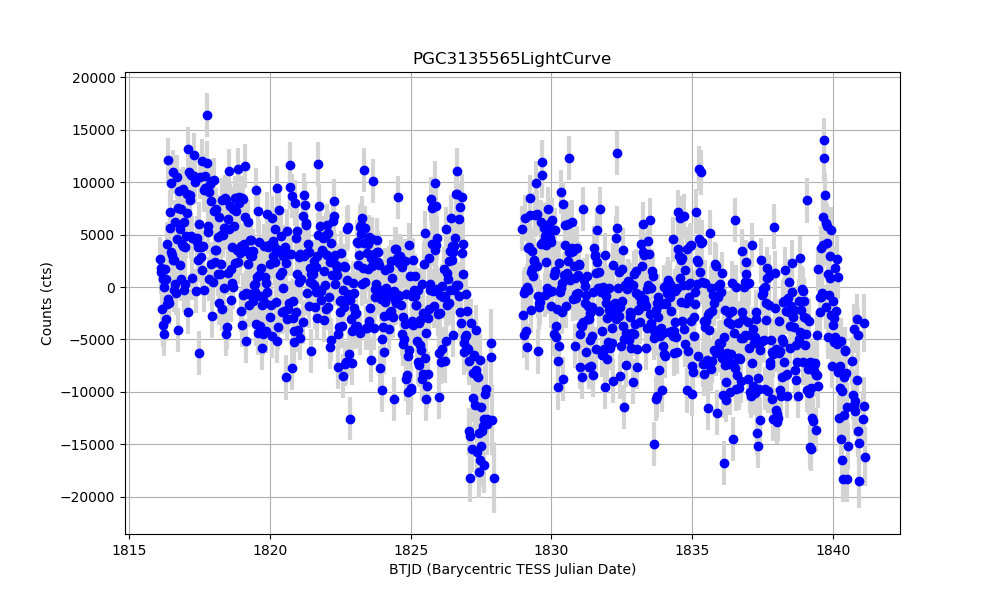 PGC3135565LightCurve
20000
15000
10000
5000
0
−5000
−10000
−15000
−20000
Counts (cts)
1815 1820 1825 1830 1835 1840
BTJD (Barycentric TESS Julian Date)